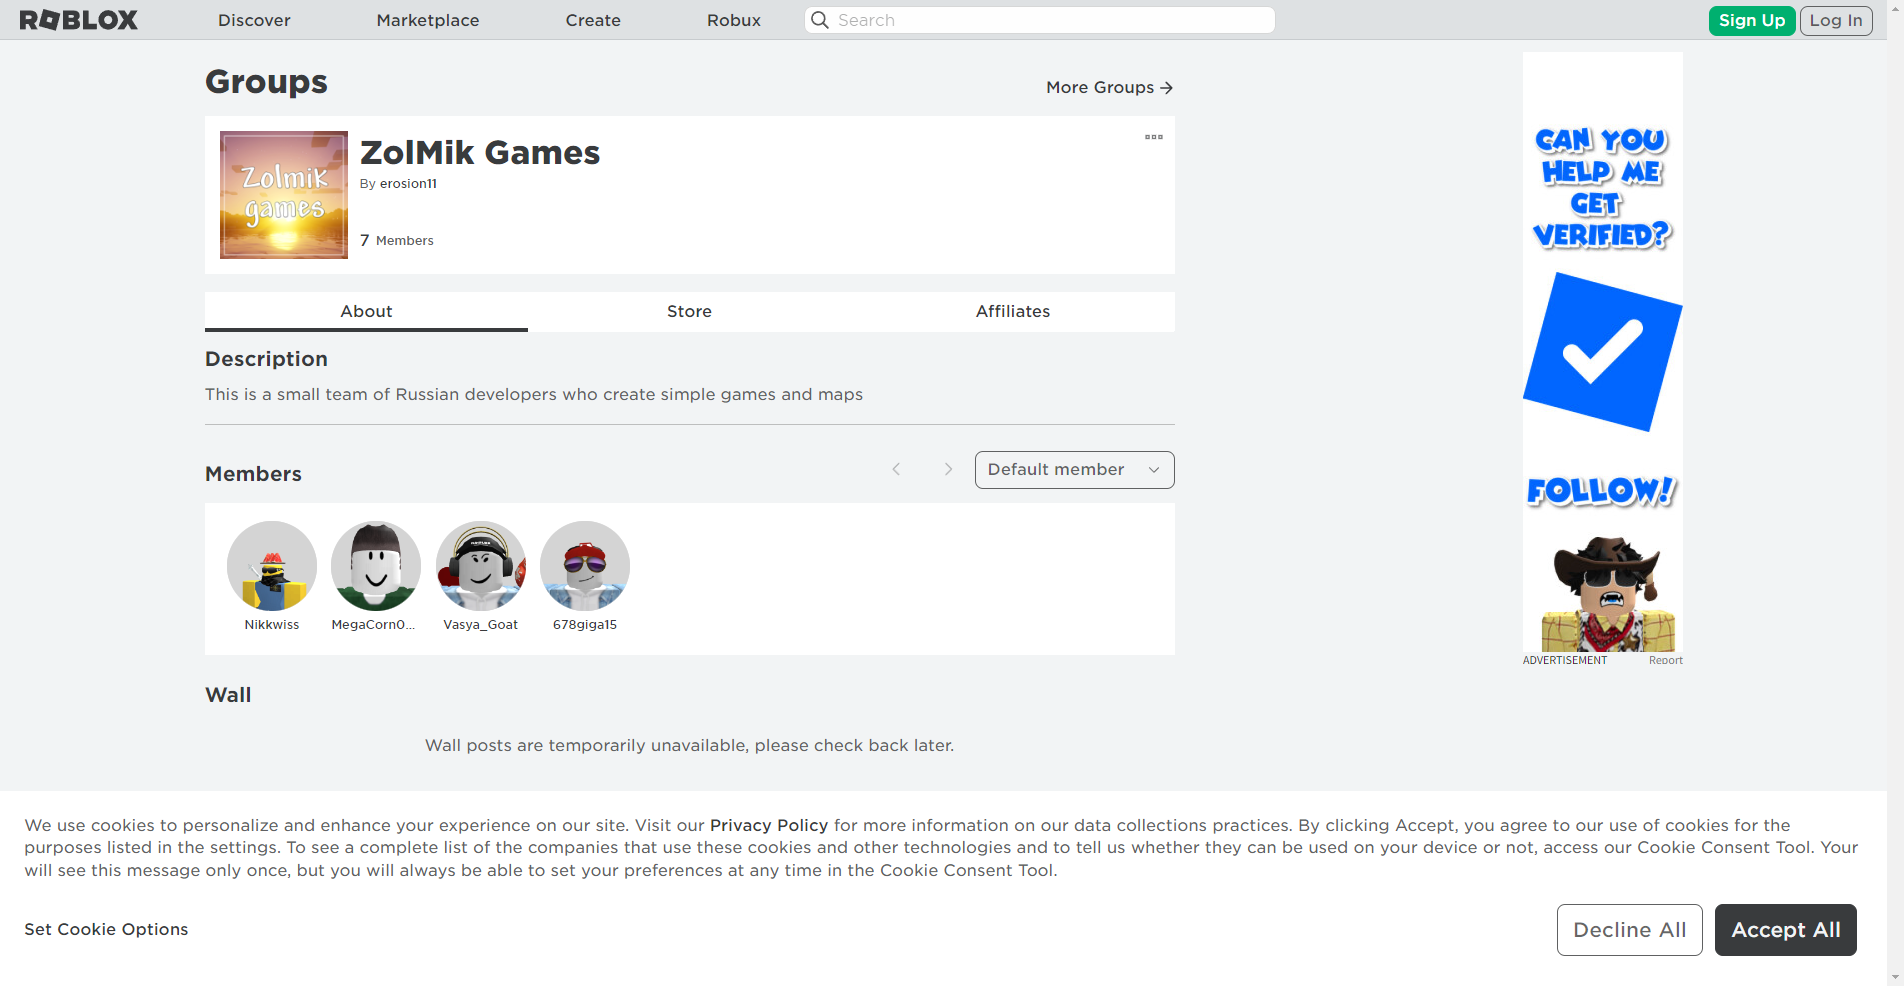 ROBLOX Discover Marketplace Create Robux Search Sign Up Log In
Groups
More Groups
Zolmik
games
ZolMik Games
By erosion11
7 Members
About Store Affiliates
Description
This is a small team of Russian developers who create simple games and maps
Members
Default member
Nikkwiss MegaCorn0... Vasya_Goat 678giga15
Wall
Wall posts are temporarily unavailable, please check back later.
CAN YOU
HELP ME
GET
VERIFIED?
FOLLOW!
ADVERTISEMENT Report
We use cookies to personalize and enhance your experience on our site. Visit our Privacy Policy for more information on our data collections practices. By clicking Accept, you agree to our use of cookies for the
purposes listed in the settings. To see a complete list of the companies that use these cookies and other technologies and to tell us whether they can be used on your device or not, access our Cookie Consent Tool. Your
will see this message only once, but you will always be able to set your preferences at any time in the Cookie Consent Tool.
Set Cookie Options
Decline All Accept All